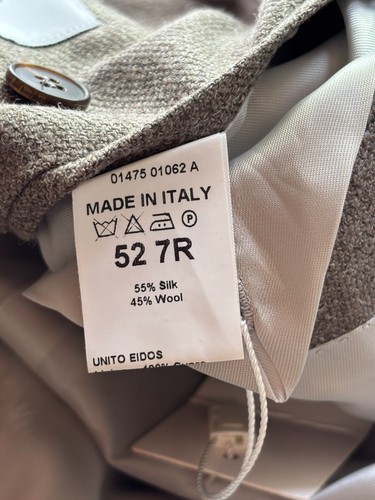 01475 01062 A
MADE IN ITALY
P
52 7R
55% Silk
45% Wool
UNITO EIDOS